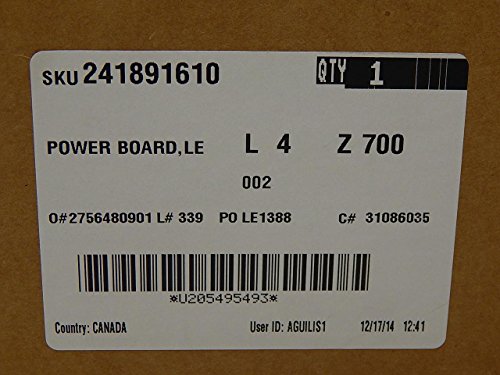 SKU 241891610 QTY 1
POWER BOARD,LE L 4 Z 700
002
O#2756480901 L# 339 PO LE1388 C# 31086035
*U205495493*
Country: CANADA User ID: AGUILIS1 12/17/14 12:41